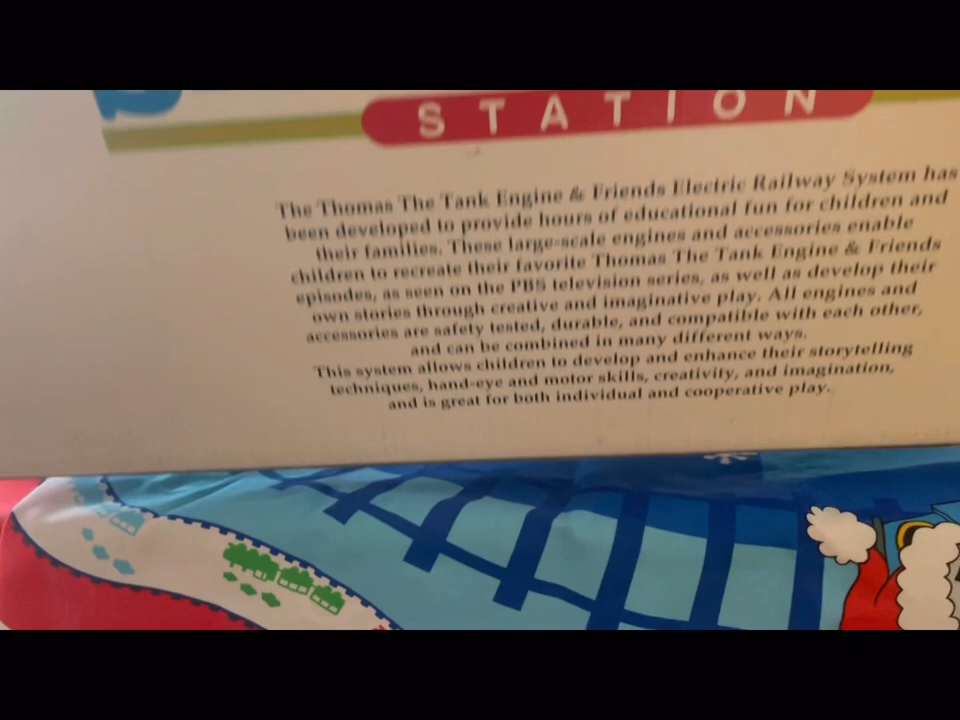 STATION
The Thomas The Tank Engine & Friends Electric Railway System has
been developed to provide hours of educational fun for children and
their families. These large-scale engines and accessories enable
children to recreate their favorite Thomas The Tank Engine & Friends
episodes, as seen on the PBS television series, as well as develop their
own stories through creative and imaginative play. All engines and
accessories are safety tested, durable, and compatible with each other,
and can be combined in many different ways.
This system allows children to develop and enhance their storytelling
techniques, hand-eye and motor skills, creativity, and imagination,
and is great for both individual and cooperative play.